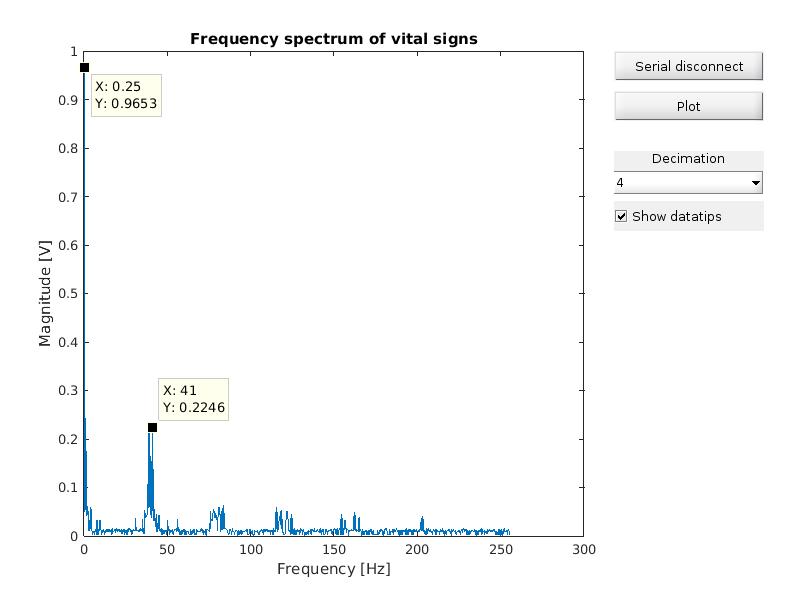 Frequency spectrum of vital signs
1
0.9
0.8
0.7
0.6
0.5
0.4
0.3
0.2
0.1
0
Magnitude [V]
X: 0.25
Y: 0.9653
X: 41
Y: 0.2246
0 50 100 150 200 250 300
Frequency [Hz]
Serial disconnect
Plot
Decimation
4
Show datatips